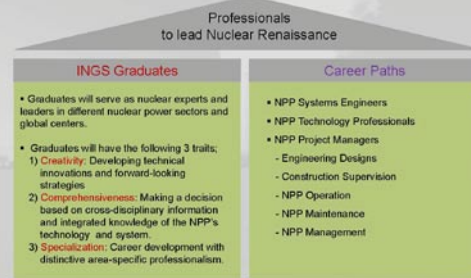 Professionals
to lead Nuclear Renaissance
INGS Graduates
• Graduates will serve as nuclear experts and
leaders in different nuclear power sectors and
global centers.
• Graduates will have the following 3 traits;
1) Creativity: Developing technical
innovations and forward-looking
strategies
2) Comprehensiveness: Making a decision
based on cross-disciplinary information
and integrated knowledge of the NPP's
technology and system.
3) Specialization: Career development with
distinctive area-specific professionalism.
Career Paths
• NPP Systems Engineers
• NPP Technology Professionals
• NPP Project Managers
- Engineering Designs
- Construction Supervision
- NPP Operation
- NPP Maintenance
- NPP Management